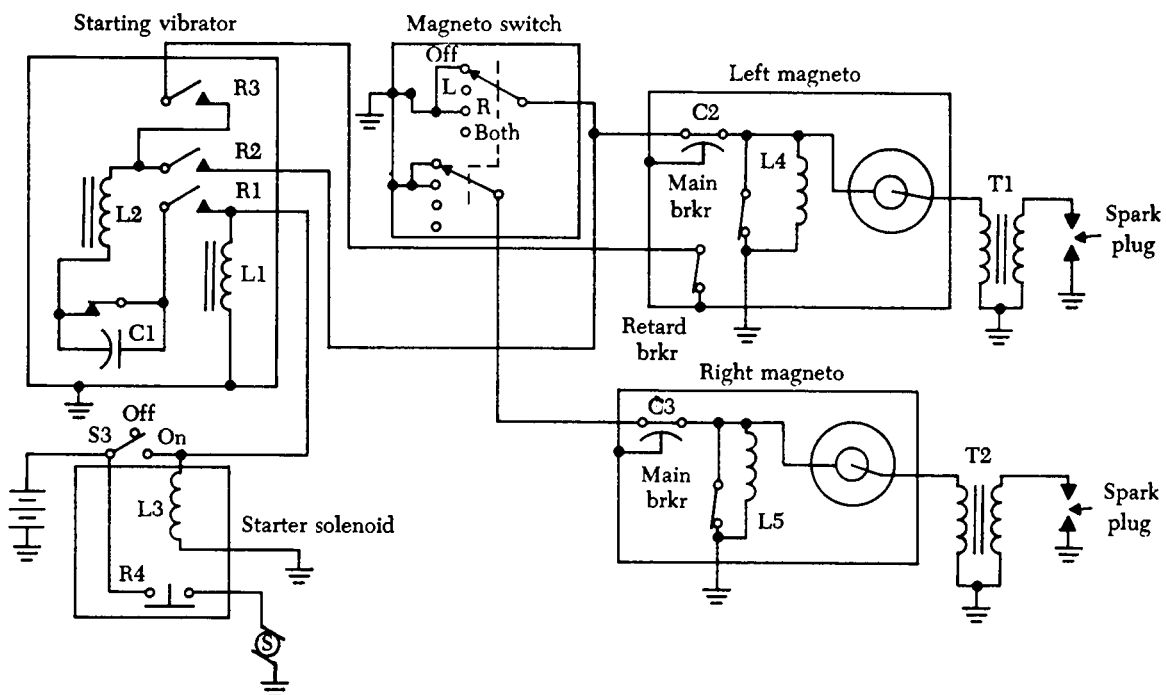 Starting vibrator
Magneto switch
Off
L
R
Both
R3
R2
R1
L2
L1
C1
Left magneto
C2
L4
Main
brkr
T1
Spark
plug
Retard
brkr
Right magneto
C3
Main
brkr
L5
T2
Spark
plug
Off
S3
On
L3
Starter solenoid
R4
S